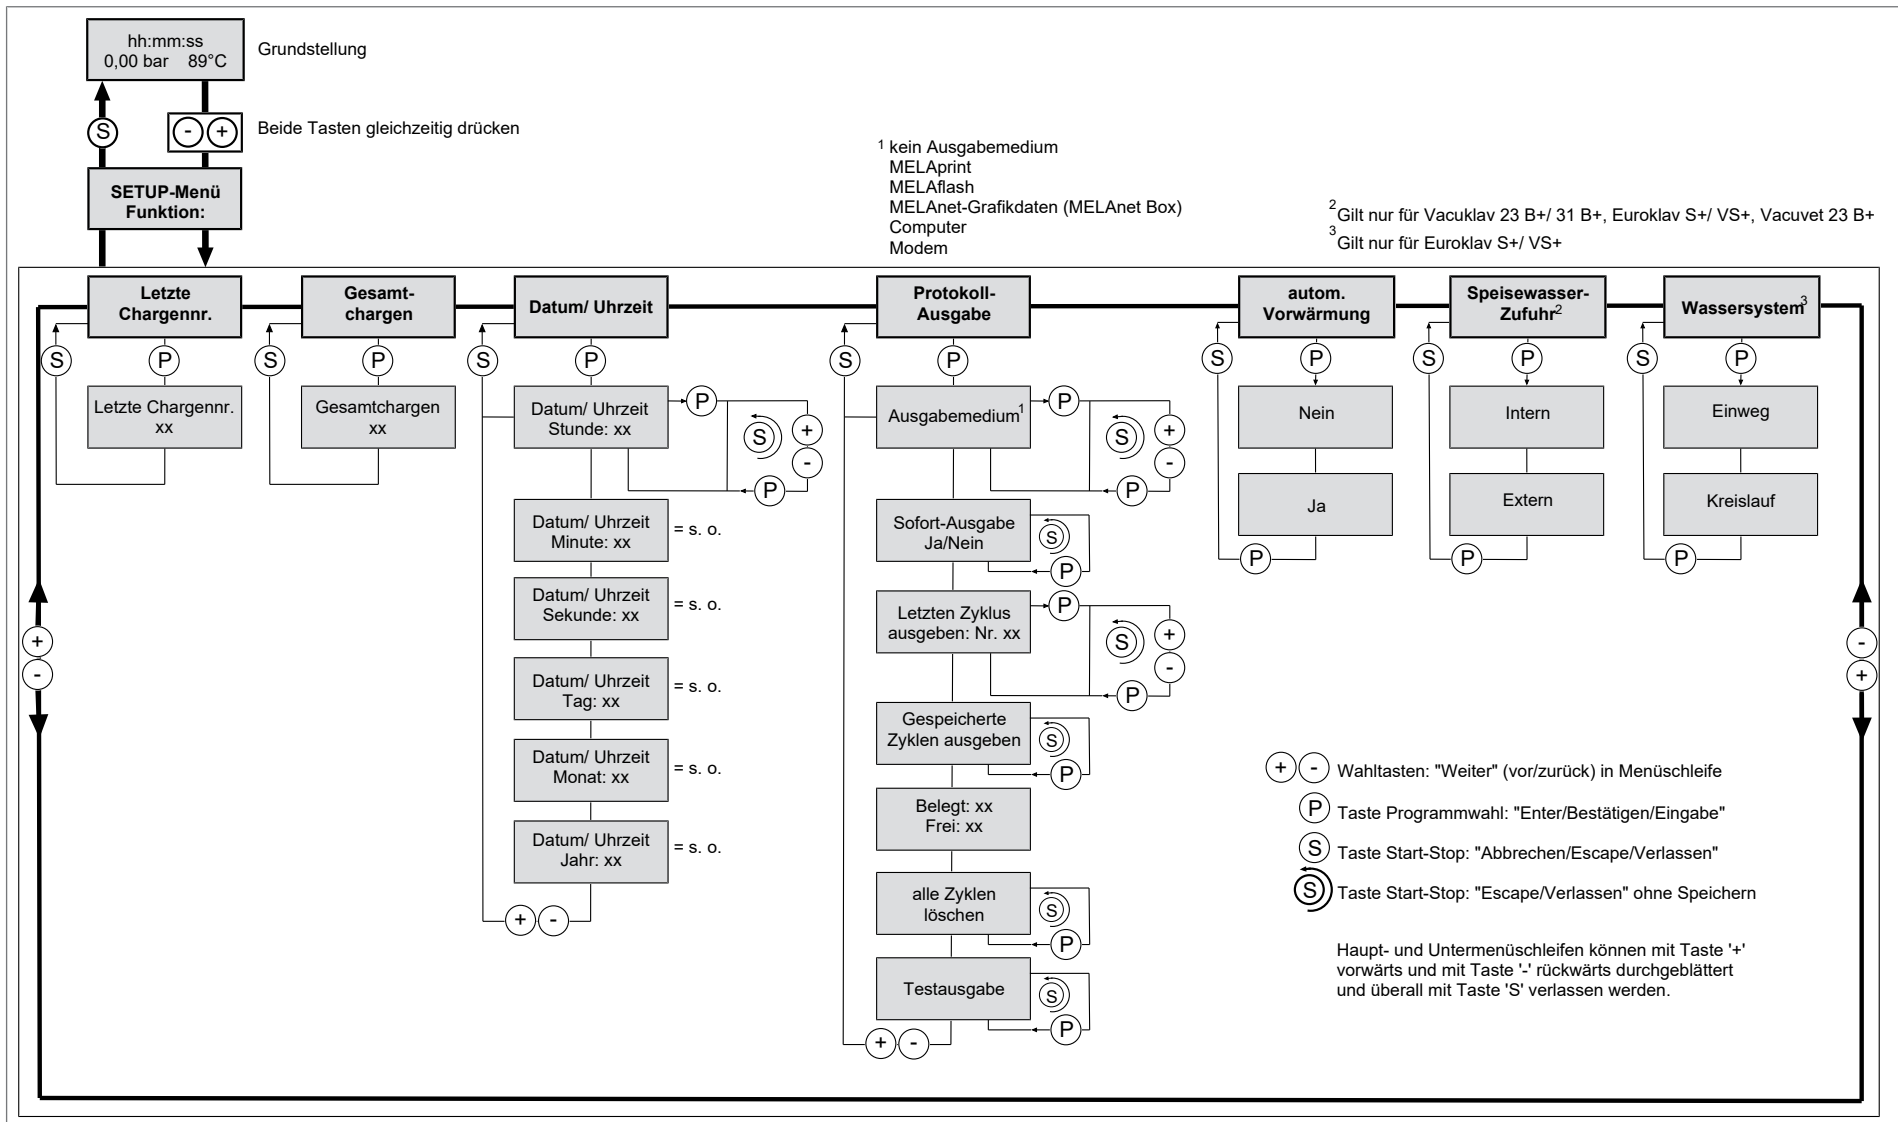 hh:mm:ss
0,00 bar 89°C
Grundstellung
S
- +
Beide Tasten gleichzeitig drücken
SETUP-Menü
Funktion:
1 kein Ausgabemedium
MELAprint
MELAflash
MELAnet-Grafikdaten (MELAnet Box)
Computer
Modem
2 Gilt nur für Vacuklav 23 B+/ 31 B+, Euroklav S+/ VS+, Vacuvet 23 B+
3 Gilt nur für Euroklav S+/ VS+
Letzte
Chargennr.
S
P
Letzte Chargennr.
xx
Gesamt-
chargen
S
P
Gesamtchargen
xx
Datum/ Uhrzeit
S
P
Datum/ Uhrzeit
Stunde: xx
P
S
+
-
P
Datum/ Uhrzeit
Minute: xx
= s. o.
Datum/ Uhrzeit
Sekunde: xx
= s. o.
Datum/ Uhrzeit
Tag: xx
= s. o.
Datum/ Uhrzeit
Monat: xx
= s. o.
Datum/ Uhrzeit
Jahr: xx
= s. o.
+ -
Protokoll-
Ausgabe
S
P
Ausgabemedium1
P
S
+
-
P
Sofort-Ausgabe
Ja/Nein
S
P
Letzten Zyklus
ausgeben: Nr. xx
P
S
+
-
P
Gespeicherte
Zyklen ausgeben
S
P
Belegt: xx
Frei: xx
alle Zyklen
löschen
S
P
Testausgabe
S
P
+ -
autom.
Vorwärmung
S
P
Nein
Ja
P
Speisewasser-
Zufuhr2
S
P
Intern
Extern
P
Wassersystem3
S
P
Einweg
Kreislauf
P
+
-
-
+
+ - Wahltasten: "Weiter" (vor/zurück) in Menüschleife
P Taste Programmwahl: "Enter/Bestätigen/Eingabe"
S Taste Start-Stop: "Abbrechen/Escape/Verlassen"
S Taste Start-Stop: "Escape/Verlassen" ohne Speichern
Haupt- und Untermenüschleifen können mit Taste '+'
vorwärts und mit Taste '-' rückwärts durchgeblättert
und überall mit Taste 'S' verlassen werden.